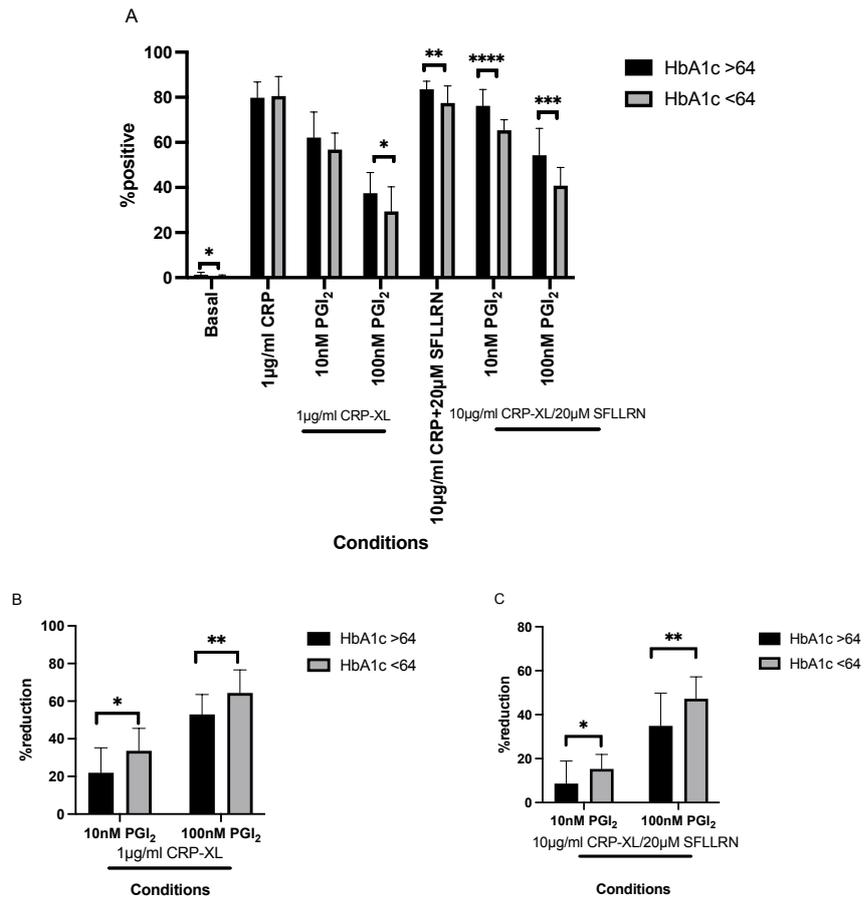 A
100
80
60
40
20
0
%positive
HbA1c >64
HbA1c <64
*
*
**
****
***
Basal
1µg/ml CRP
10nM PGI₂
100nM PGI₂
10µg/ml CRP+20µM SFLLRN
10nM PGI₂
100nM PGI₂
1µg/ml CRP-XL
10µg/ml CRP-XL/20µM SFLLRN
Conditions
B
100
80
60
40
20
0
%reduction
*
**
HbA1c >64
HbA1c <64
10nM PGI₂
100nM PGI₂
1µg/ml CRP-XL
Conditions
C
80
60
40
20
0
%reduction
*
**
HbA1c >64
HbA1c <64
10nM PGI₂
100nM PGI₂
10µg/ml CRP-XL/20µM SFLLRN
Conditions